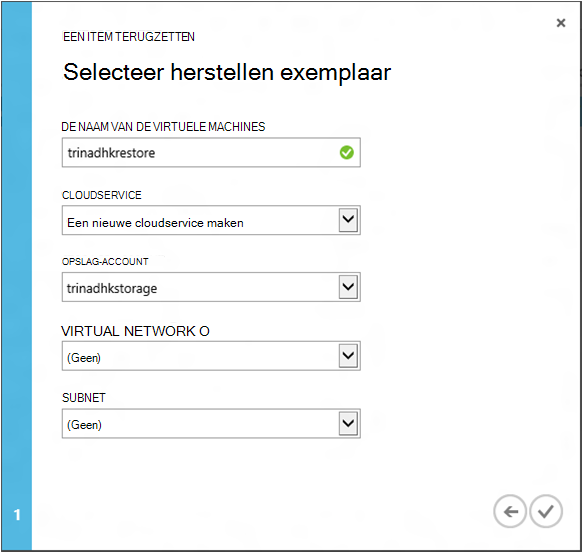 EEN ITEM TERUGZETTEN
Selecteer herstellen exemplaar
DE NAAM VAN DE VIRTUELE MACHINES
trinadhkrestore
CLOUDSERVICE
Een nieuwe cloudservice maken
OPSLAG-ACCOUNT
trinadhkstorage
VIRTUAL NETWORK O
(Geen)
SUBNET
(Geen)
1